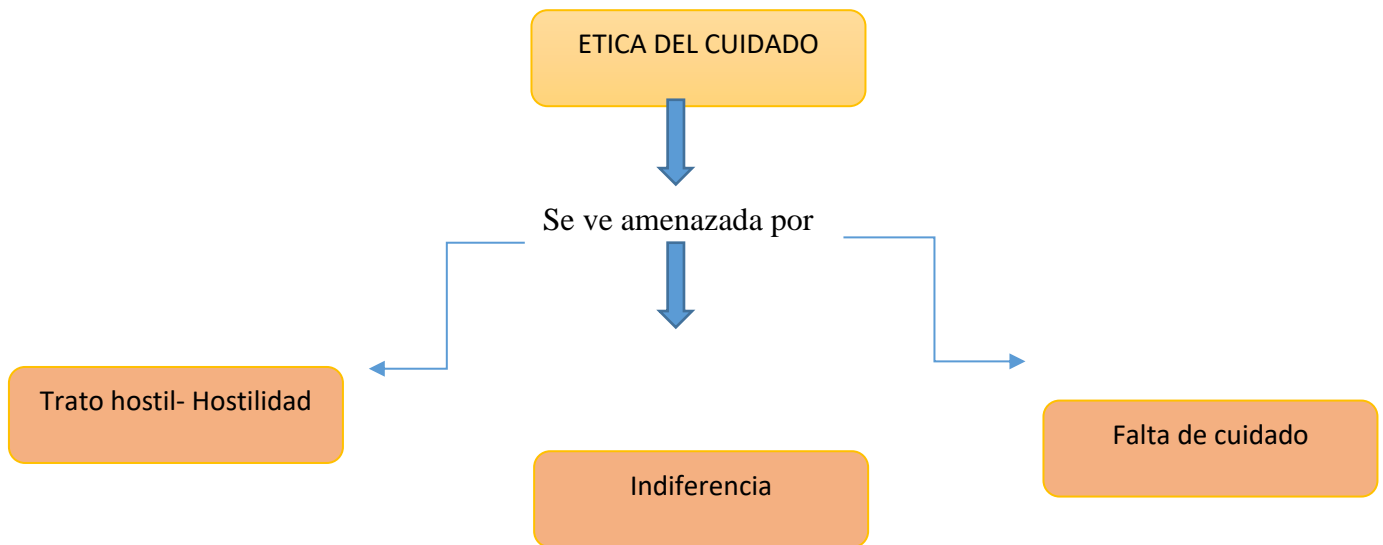 ETICA DEL CUIDADO
Se ve amenazada por
Trato hostil- Hostilidad
Indiferencia
Falta de cuidado